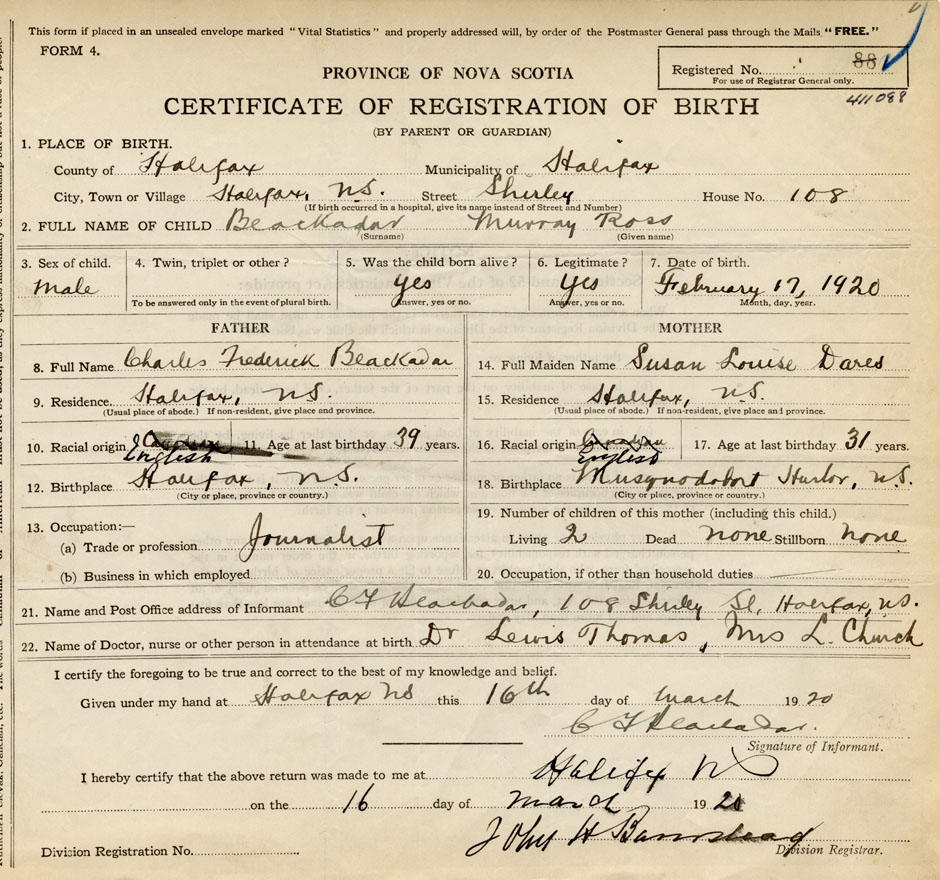 This form if placed in an unsealed envelope marked "Vital Statistics" and properly addressed will, by order of the Postmaster General pass through the Mails "FREE."
FORM 4.
Registered No. 88
For use of Registrar General only.
411088
PROVINCE OF NOVA SCOTIA
CERTIFICATE OF REGISTRATION OF BIRTH
(BY PARENT OR GUARDIAN)
1. PLACE OF BIRTH.
County of Halifax Municipality of Halifax
City, Town or Village Halifax, N.S. Street Shirley House No. 108
(If birth occurred in a hospital, give its name instead of Street and Number)
2. FULL NAME OF CHILD Blackadar Murray Ross
(Surname) (Given name)
3. Sex of child. 4. Twin, triplet or other ? 5. Was the child born alive ? 6. Legitimate ? 7. Date of birth.
Male Yes Yes February 17, 1920
To be answered only in the event of plural birth. Answer, yes or no. Answer, yes or no. Month, day, year.
FATHER
8. Full Name Charles Frederick Blackadar
9. Residence. Halifax, N.S.
(Usual place of abode.) If non-resident, give place and province.
10. Racial origin English 11. Age at last birthday 39 years.
12. Birthplace Halifax, N.S.
(City or place, province or country.)
13. Occupation:—
(a) Trade or profession Journalist
(b) Business in which employed
MOTHER
14. Full Maiden Name Susan Louise Dares
15. Residence Halifax, N.S.
(Usual place of abode.) If non-resident, give place and province.
16. Racial origin Canadian English 17. Age at last birthday 31 years.
18. Birthplace Harbor, N.S.
(City or place, province or country.)
19. Number of children of this mother (including this child.)
Living 2 Dead None Stillborn None
20. Occupation, if other than household duties
21. Name and Post Office address of Informant C F Blackadar, 108 Shirley St, Halifax, N.S.
22. Name of Doctor, nurse or other person in attendance at birth Dr Lewis Thomas, Mrs L. Church
I certify the foregoing to be true and correct to the best of my knowledge and belief.
Given under my hand at Halifax NS this 16th day of March 1920
C F Blackadar.
Signature of Informant.
I hereby certify that the above return was made to me at Halifax NS
on the 16 day of March 1920
John H Barnstead
Division Registration No. Division Registrar.